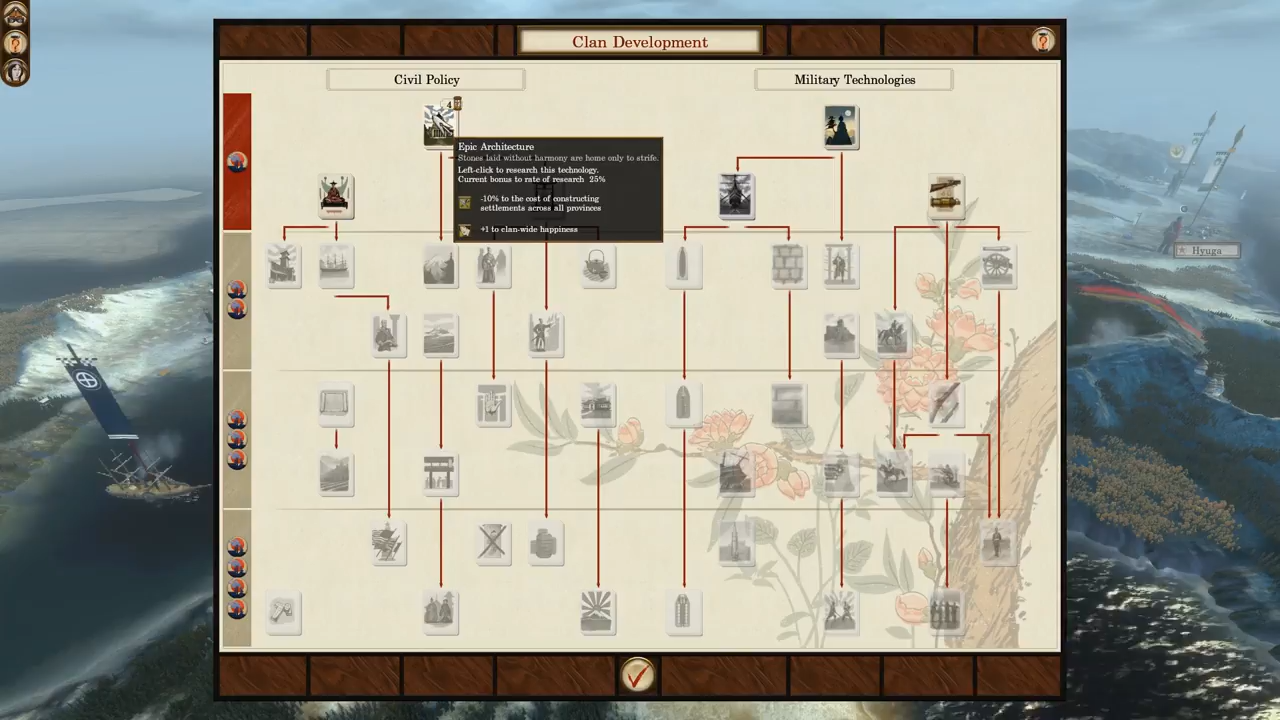 Clan Development
Civil Policy
Military Technologies
4
Epic Architecture
Stones laid without harmony are home only to strife.
Left-click to research this technology.
Current bonus to rate of research 25%
-10% to the cost of constructing
settlements across all provinces
+1 to clan-wide happiness
Hyuga